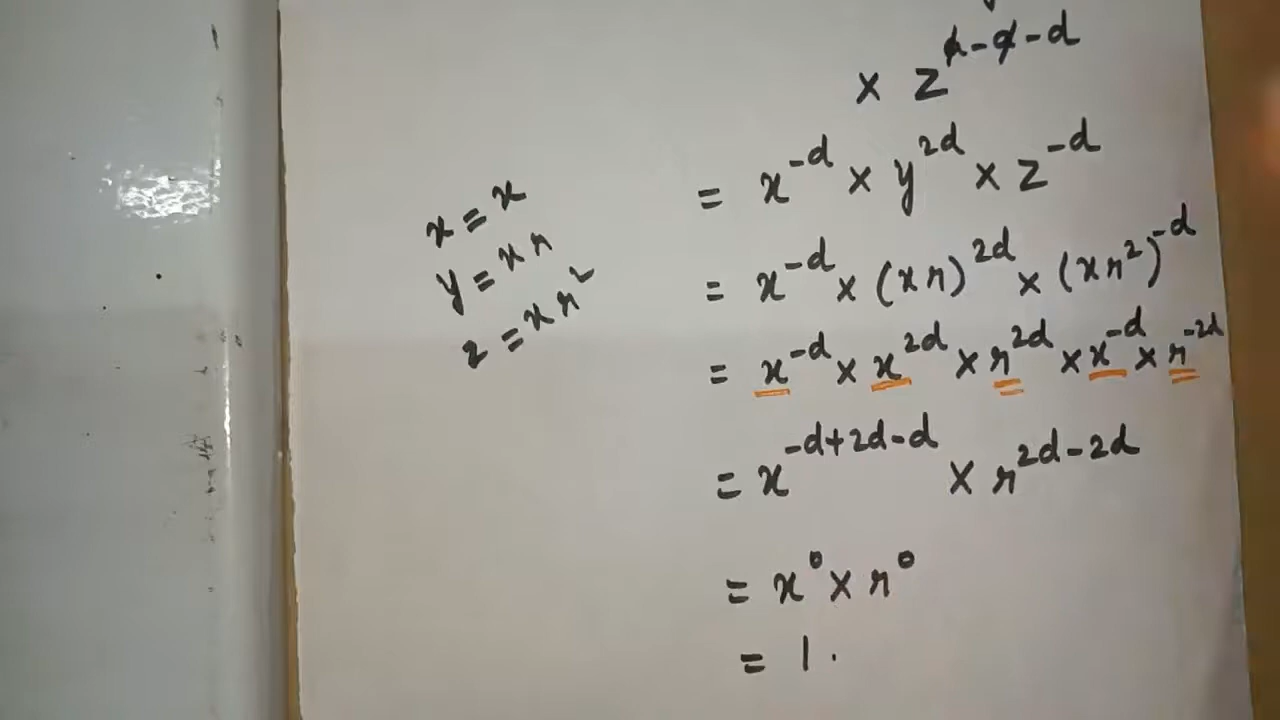 × z^{a-a-d}
= x^{-d} × y^{2d} × z^{-d}
= x^{-d} × (xr)^{2d} × (xr²)^{-d}
= x^{-d} × x^{2d} × r^{2d} × x^{-d} × r^{-2d}
= x^{-d+2d-d} × r^{2d-2d}
= x⁰ × r⁰
= 1.
x = x
y = xr
z = xr²